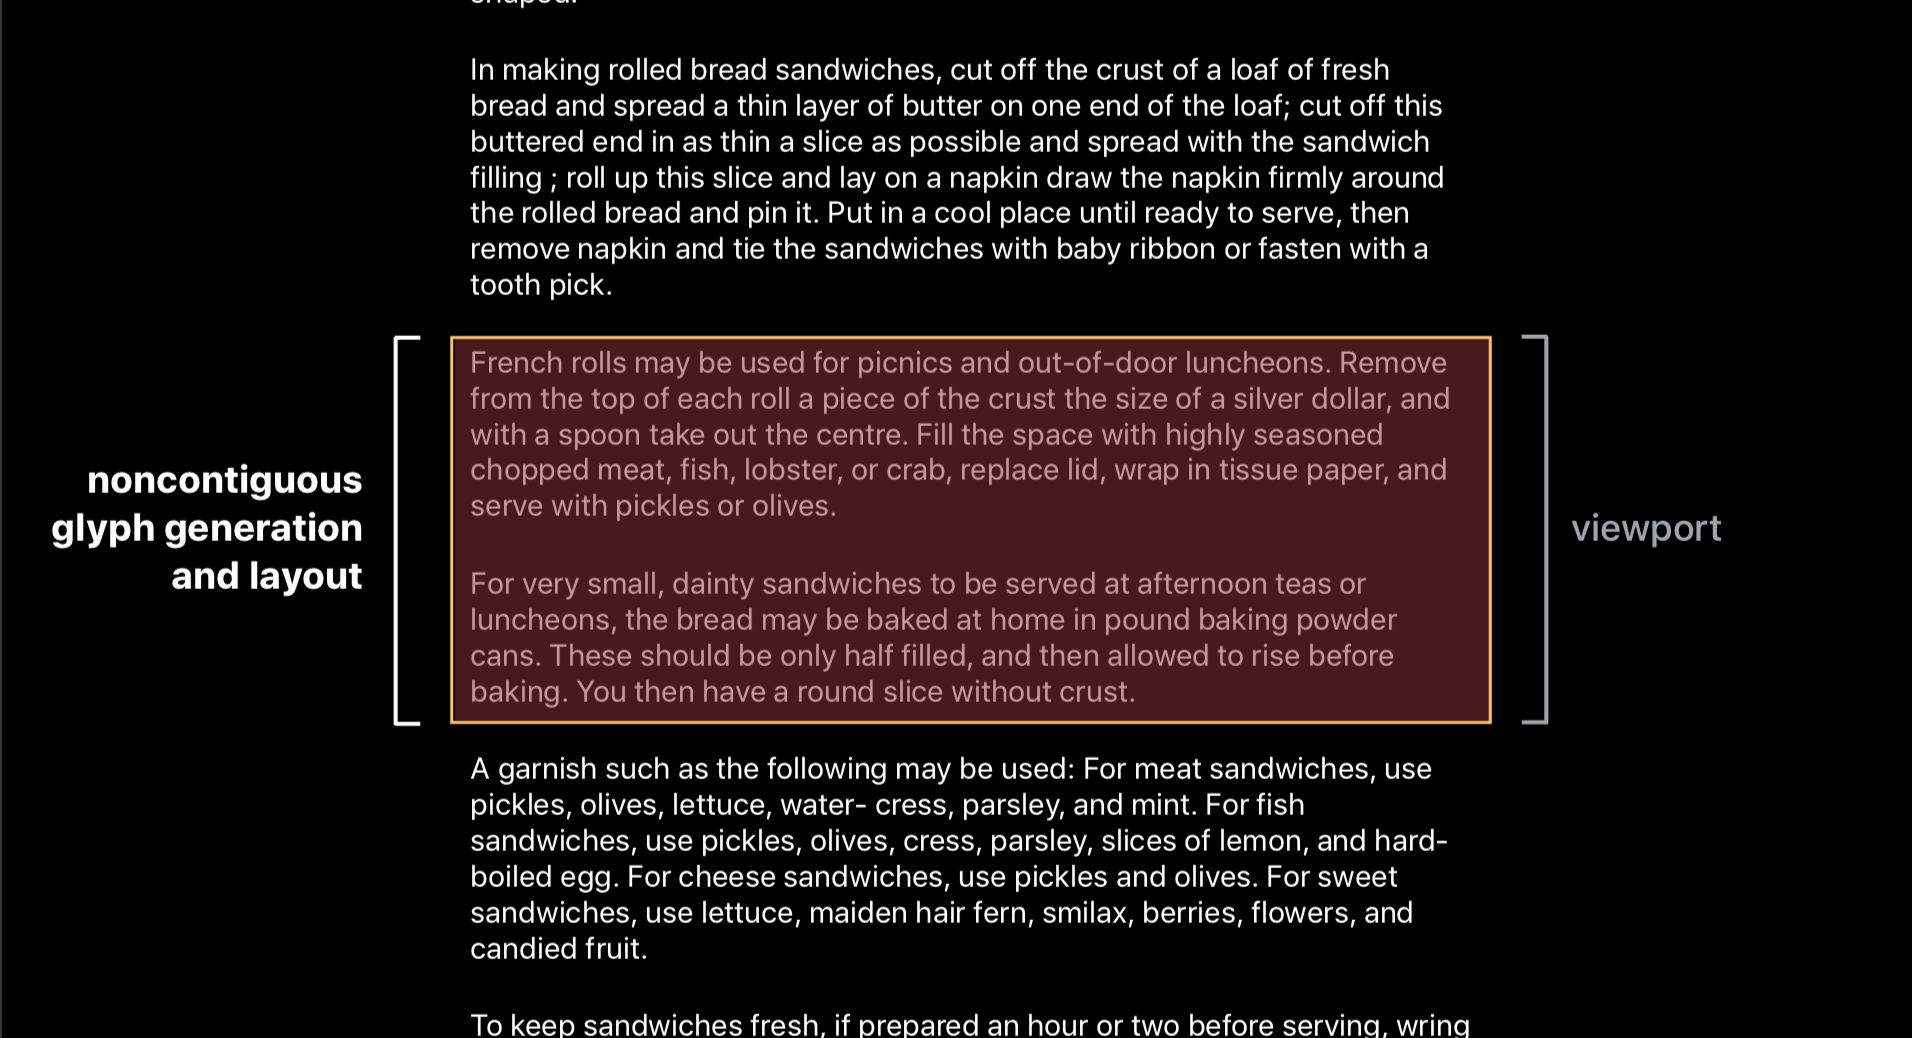 shaped.
In making rolled bread sandwiches, cut off the crust of a loaf of fresh
bread and spread a thin layer of butter on one end of the loaf; cut off this
buttered end in as thin a slice as possible and spread with the sandwich
filling ; roll up this slice and lay on a napkin draw the napkin firmly around
the rolled bread and pin it. Put in a cool place until ready to serve, then
remove napkin and tie the sandwiches with baby ribbon or fasten with a
tooth pick.
noncontiguous
glyph generation
and layout
French rolls may be used for picnics and out-of-door luncheons. Remove
from the top of each roll a piece of the crust the size of a silver dollar, and
with a spoon take out the centre. Fill the space with highly seasoned
chopped meat, fish, lobster, or crab, replace lid, wrap in tissue paper, and
serve with pickles or olives.
For very small, dainty sandwiches to be served at afternoon teas or
luncheons, the bread may be baked at home in pound baking powder
cans. These should be only half filled, and then allowed to rise before
baking. You then have a round slice without crust.
viewport
A garnish such as the following may be used: For meat sandwiches, use
pickles, olives, lettuce, water- cress, parsley, and mint. For fish
sandwiches, use pickles, olives, cress, parsley, slices of lemon, and hard-
boiled egg. For cheese sandwiches, use pickles and olives. For sweet
sandwiches, use lettuce, maiden hair fern, smilax, berries, flowers, and
candied fruit.
To keep sandwiches fresh, if prepared an hour or two before serving, wring